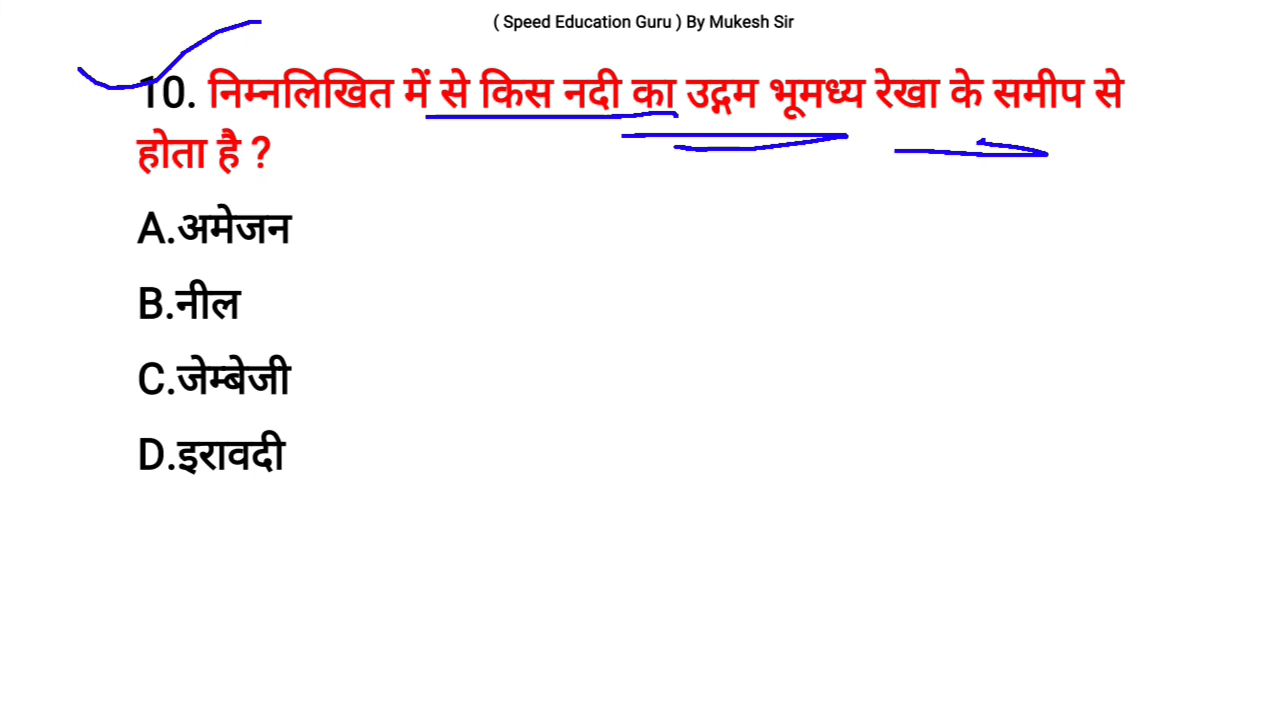 ( Speed Education Guru ) By Mukesh Sir
10. निम्नलिखित में से किस नदी का उद्गम भूमध्य रेखा के समीप से
होता है ?
A.अमेजन
B.नील
C.जेम्बेजी
D.इरावदी